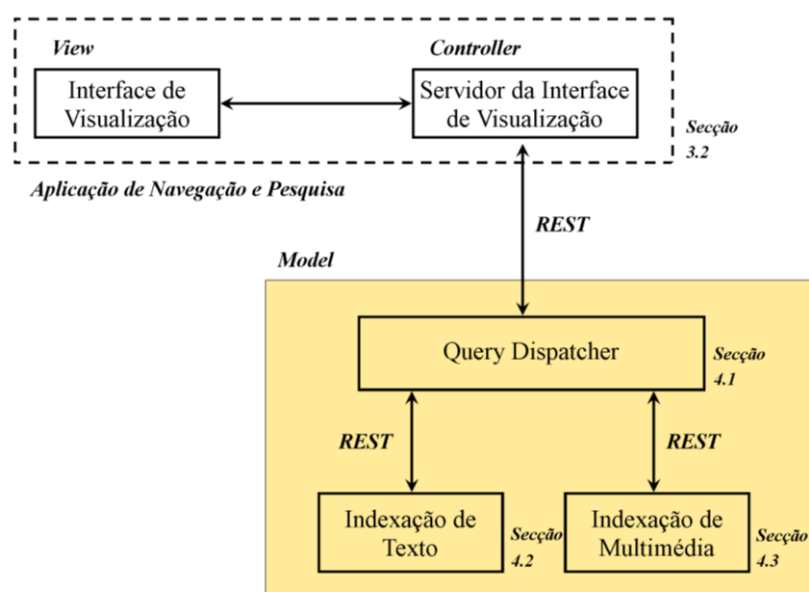 View
Controller
Interface de
Visualização
Servidor da Interface
de Visualização
Secção
3.2
Aplicação de Navegação e Pesquisa
REST
Model
Query Dispatcher
Secção
4.1
REST
REST
Indexação de
Texto
Secção
4.2
Indexação de
Multimédia
Secção
4.3